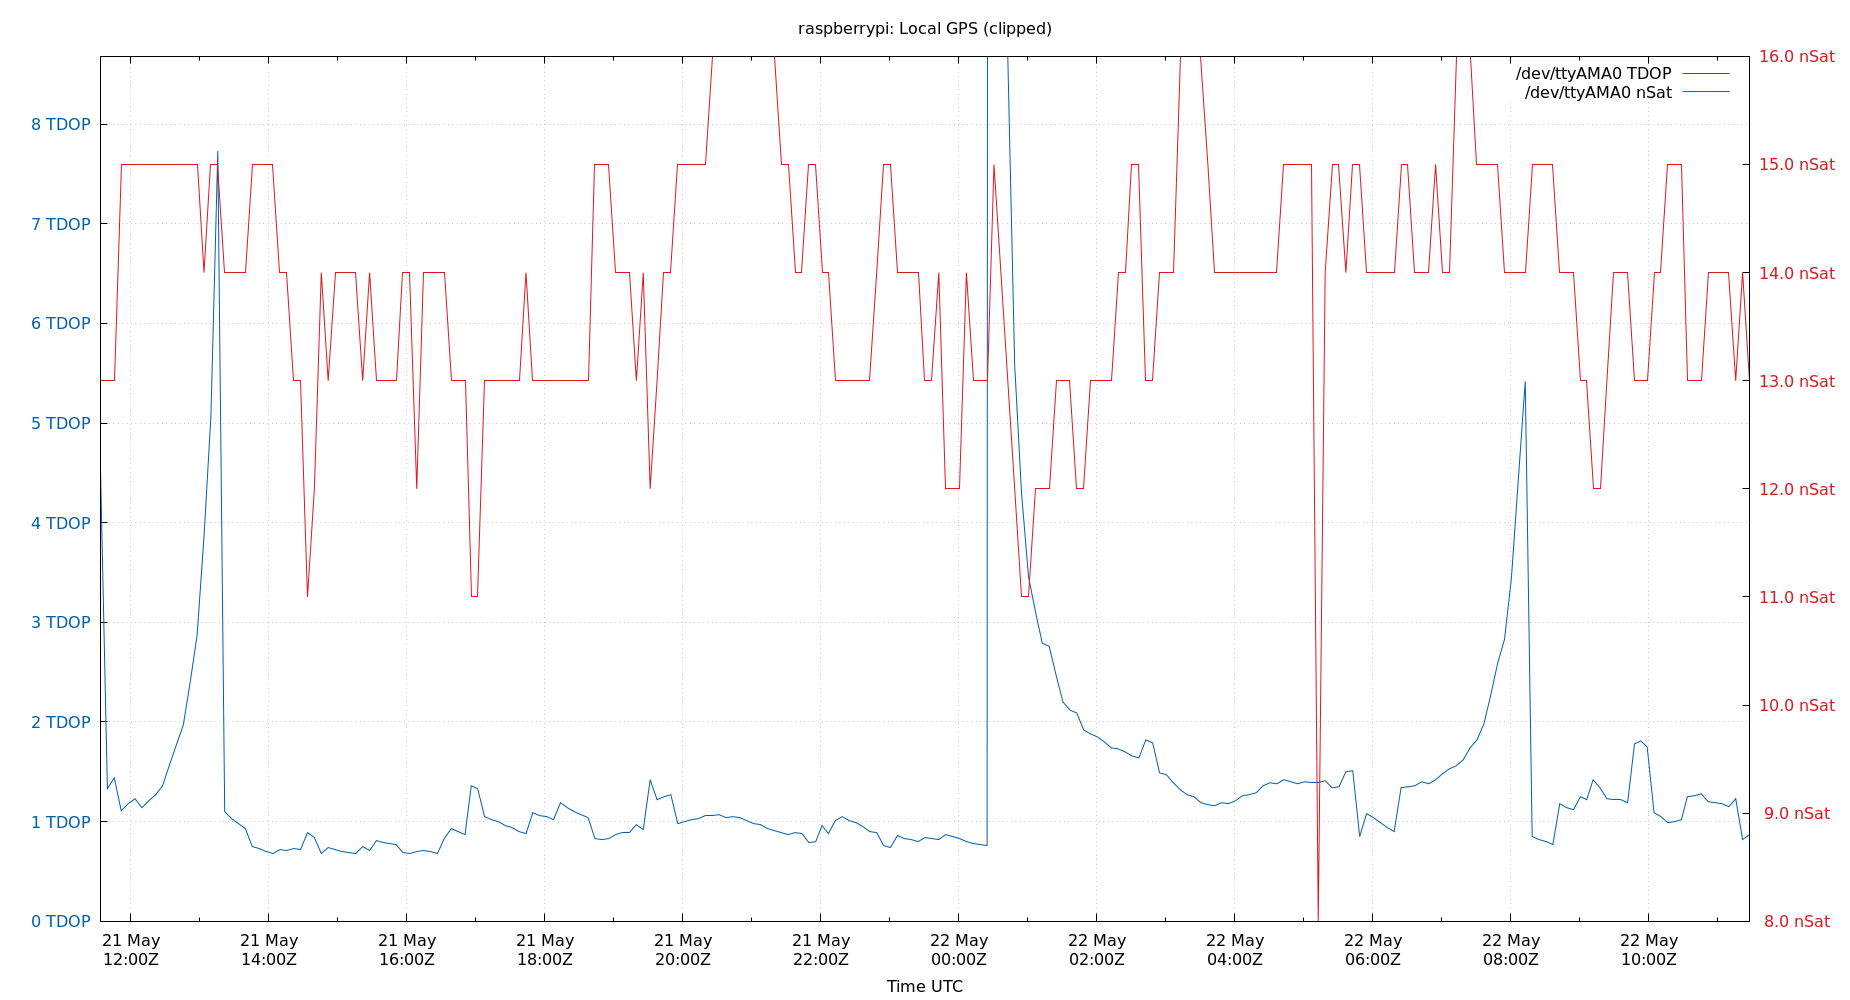 raspberrypi: Local GPS (clipped)
/dev/ttyAMA0 TDOP
/dev/ttyAMA0 nSat
8 TDOP
7 TDOP
6 TDOP
5 TDOP
4 TDOP
3 TDOP
2 TDOP
1 TDOP
0 TDOP
16.0 nSat
15.0 nSat
14.0 nSat
13.0 nSat
12.0 nSat
11.0 nSat
10.0 nSat
9.0 nSat
8.0 nSat
21 May 21 May 21 May 21 May 21 May 21 May 22 May 22 May 22 May 22 May 22 May 22 May
12:00Z 14:00Z 16:00Z 18:00Z 20:00Z 22:00Z 00:00Z 02:00Z 04:00Z 06:00Z 08:00Z 10:00Z
Time UTC